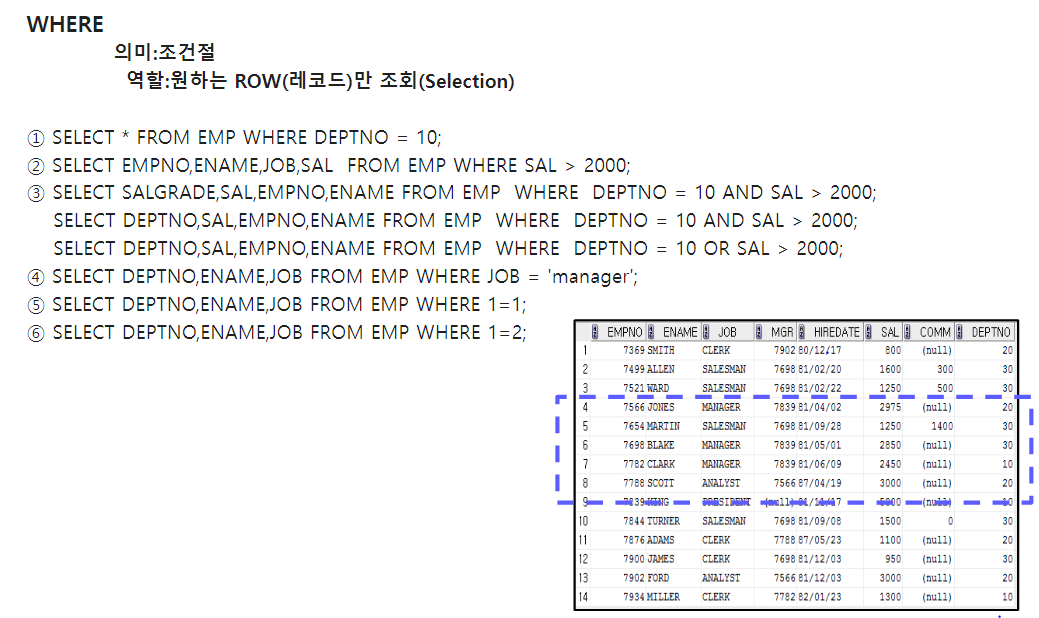 WHERE
의미:조건절
역할:원하는 ROW(레코드)만 조회(Selection)
① SELECT * FROM EMP WHERE DEPTNO = 10;
② SELECT EMPNO,ENAME,JOB,SAL  FROM EMP WHERE SAL > 2000;
③ SELECT SALGRADE,SAL,EMPNO,ENAME FROM EMP  WHERE  DEPTNO = 10 AND SAL > 2000;
SELECT DEPTNO,SAL,EMPNO,ENAME FROM EMP  WHERE  DEPTNO = 10 AND SAL > 2000;
SELECT DEPTNO,SAL,EMPNO,ENAME FROM EMP  WHERE  DEPTNO = 10 OR SAL > 2000;
④ SELECT DEPTNO,ENAME,JOB FROM EMP WHERE JOB = 'manager';
⑤ SELECT DEPTNO,ENAME,JOB FROM EMP WHERE 1=1;
⑥ SELECT DEPTNO,ENAME,JOB FROM EMP WHERE 1=2;
EMPNO ENAME JOB MGR HIREDATE SAL COMM DEPTNO
1 7369 SMITH CLERK 7902 80/12/17 800 (null) 20
2 7499 ALLEN SALESMAN 7698 81/02/20 1600 300 30
3 7521 WARD SALESMAN 7698 81/02/22 1250 500 30
4 7566 JONES MANAGER 7839 81/04/02 2975 (null) 20
5 7654 MARTIN SALESMAN 7698 81/09/28 1250 1400 30
6 7698 BLAKE MANAGER 7839 81/05/01 2850 (null) 30
7 7782 CLARK MANAGER 7839 81/06/09 2450 (null) 10
8 7788 SCOTT ANALYST 7566 87/04/19 3000 (null) 20
9 7839 KING PRESIDENT (null) 81/11/17 5000 (null) 10
10 7844 TURNER SALESMAN 7698 81/09/08 1500 0 30
11 7876 ADAMS CLERK 7788 87/05/23 1100 (null) 20
12 7900 JAMES CLERK 7698 81/12/03 950 (null) 30
13 7902 FORD ANALYST 7566 81/12/03 3000 (null) 20
14 7934 MILLER CLERK 7782 82/01/23 1300 (null) 10